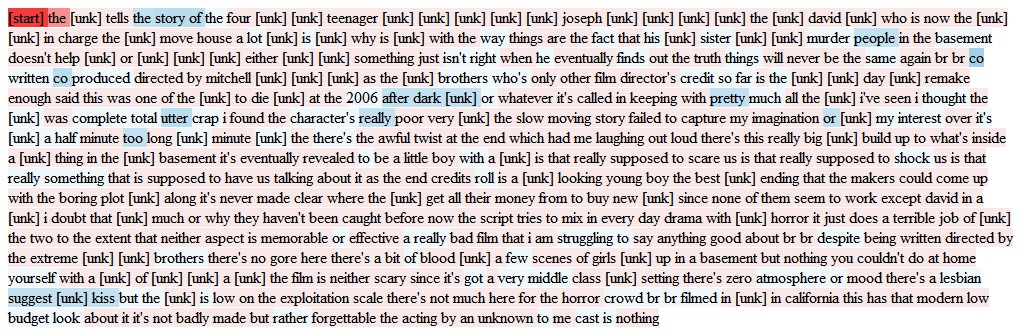 [start] the [unk] tells the story of the four [unk] [unk] teenager [unk] [unk] [unk] [unk] [unk] joseph [unk] [unk] [unk] the [unk] david [unk] who is now the [unk]
[unk] in charge the [unk] move house a lot [unk] is [unk] why is [unk] with the way things are the fact that his [unk] sister [unk] [unk] murder people in the basement
doesn't help [unk] or [unk] [unk] [unk] either [unk] [unk] something just isn't right when he eventually finds out the truth things will never be the same again br br co
written co produced directed by mitchell [unk] [unk] [unk] as the [unk] brothers who's only other film director's credit so far is the [unk] [unk] day [unk] remake
enough said this was one of the [unk] to die [unk] at the 2006 after dark [unk] or whatever it's called in keeping with pretty much all the [unk] i've seen i thought the
[unk] was complete total utter crap i found the character's really poor very [unk] the slow moving story failed to capture my imagination or [unk] my interest over it's
[unk] a half minute too long [unk] minute [unk] the there's the awful twist at the end which had me laughing out loud there's this really big [unk] build up to what's inside
a [unk] thing in the [unk] basement it's eventually revealed to be a little boy with a [unk] is that really supposed to scare us is that really supposed to shock us is that
really something that is supposed to have us talking about it as the end credits roll is a [unk] looking young boy the best [unk] ending that the makers could come up
with the boring plot [unk] along it's never made clear where the [unk] get all their money from to buy new [unk] since none of them seem to work except david in a
[unk] i doubt that [unk] much or why they haven't been caught before now the script tries to mix in every day drama with [unk] horror it just does a terrible job of [unk]
the two to the extent that neither aspect is memorable or effective a really bad film that i am struggling to say anything good about br br despite being written directed by
the extreme [unk] [unk] brothers there's no gore here there's a bit of blood [unk] a few scenes of girls [unk] up in a basement but nothing you couldn't do at home
yourself with a [unk] of [unk] [unk] a [unk] the film is neither scary since it's got a very middle class [unk] setting there's zero atmosphere or mood there's a lesbian
suggest [unk] kiss but the [unk] is low on the exploitation scale there's not much here for the horror crowd br br filmed in [unk] in california this has that modern low
budget look about it it's not badly made but rather forgettable the acting by an unknown to me cast is nothing